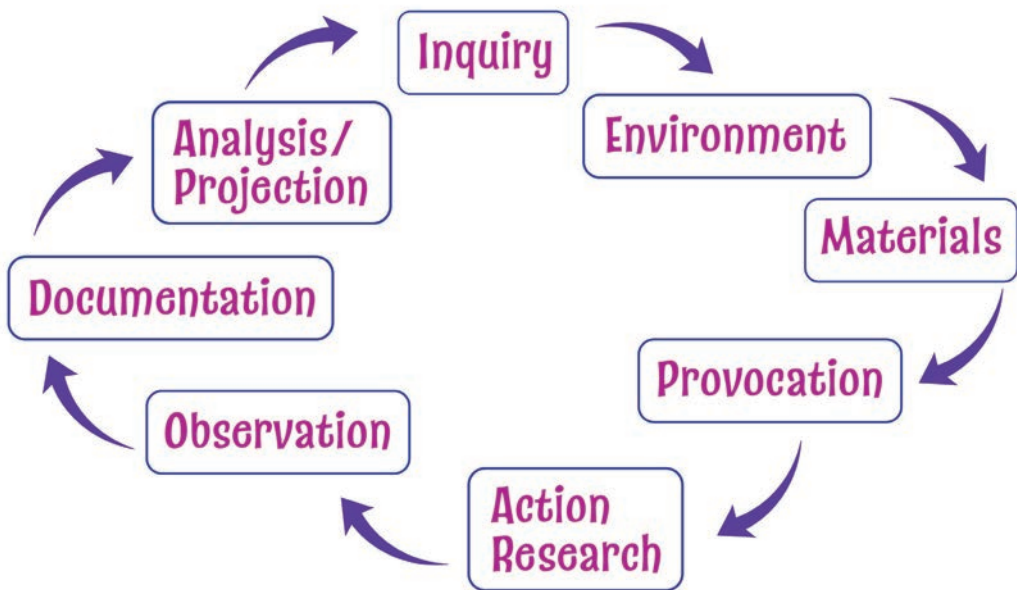 Inquiry
Environment
Materials
Provocation
Action
Research
Observation
Documentation
Analysis/
Projection